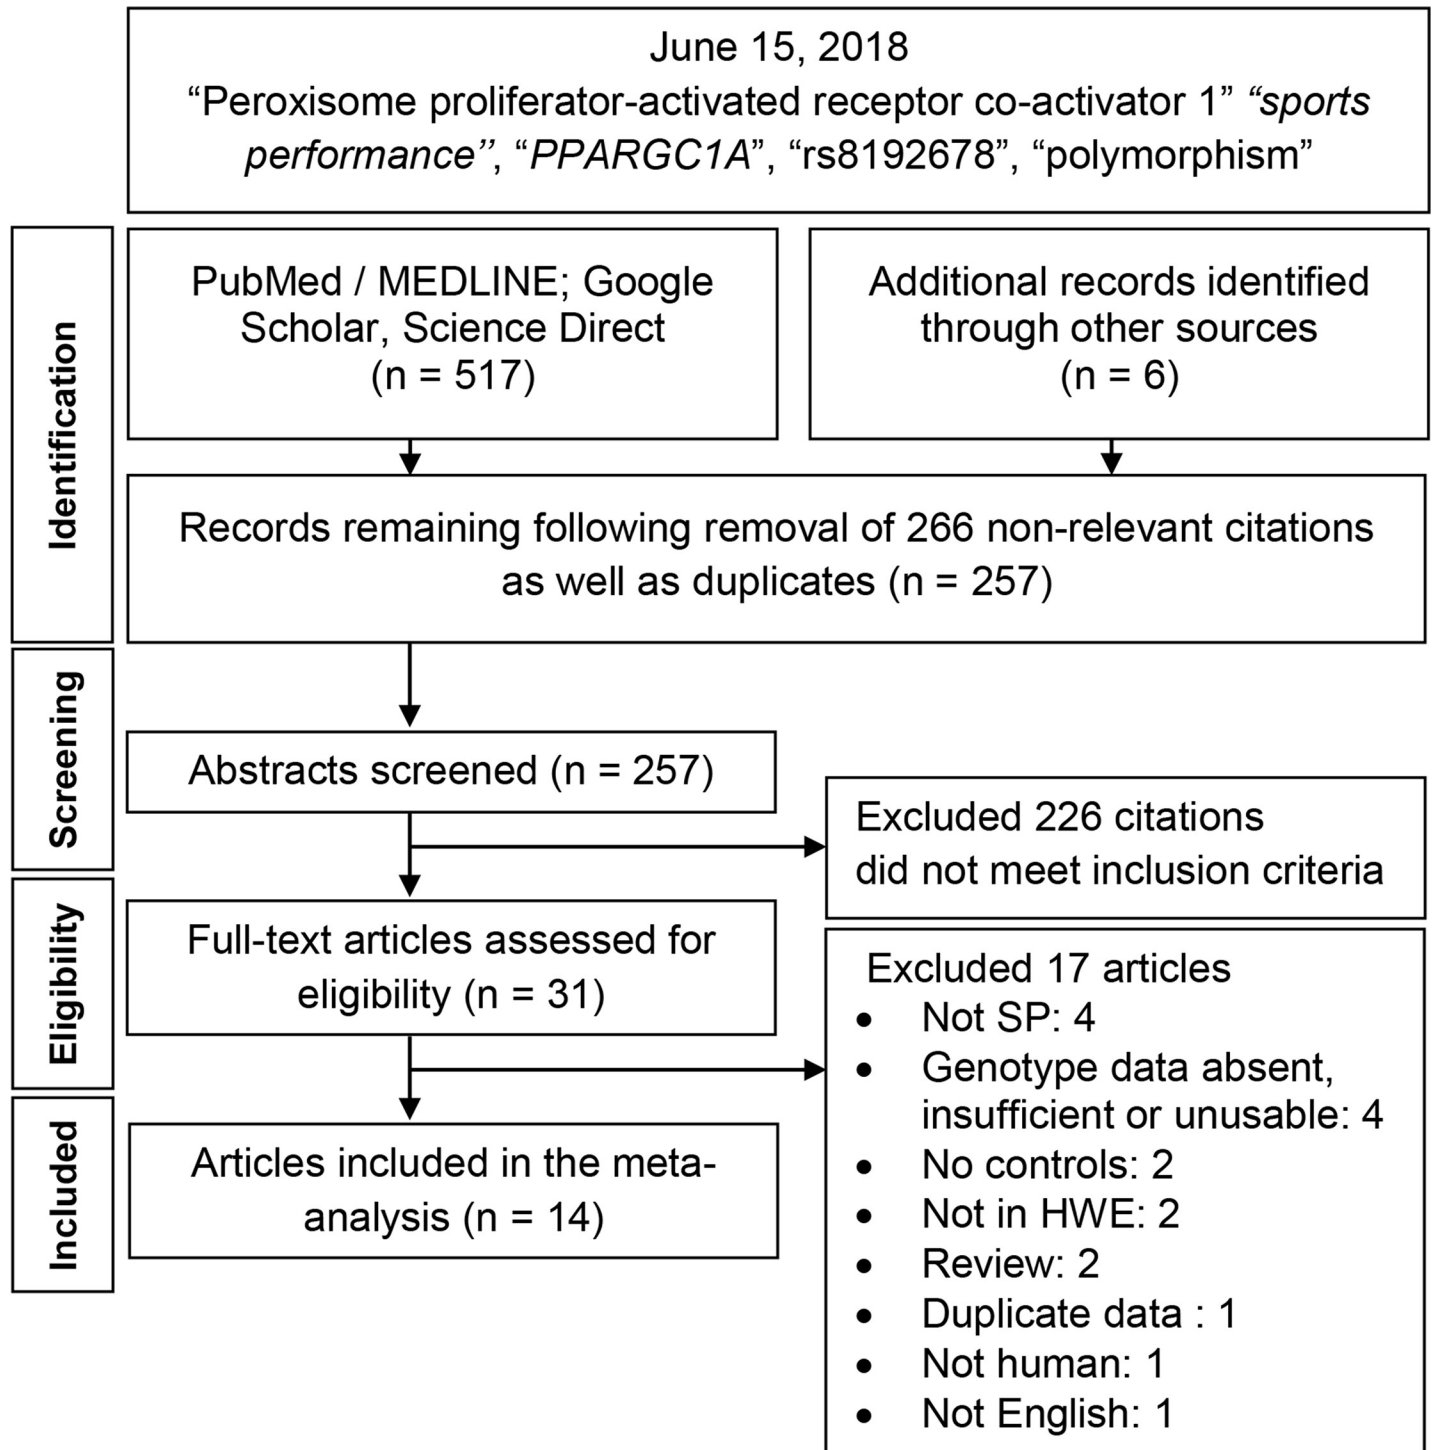 June 15, 2018
“Peroxisome proliferator-activated receptor co-activator 1” “sports
performance’’, “PPARGC1A”, “rs8192678”, “polymorphism”
Identification
PubMed / MEDLINE; Google
Scholar, Science Direct
(n = 517)
Additional records identified
through other sources
(n = 6)
Records remaining following removal of 266 non-relevant citations
as well as duplicates (n = 257)
Screening
Abstracts screened (n = 257)
Excluded 226 citations
did not meet inclusion criteria
Eligibility
Full-text articles assessed for
eligibility (n = 31)
Excluded 17 articles
• Not SP: 4
• Genotype data absent,
insufficient or unusable: 4
• No controls: 2
• Not in HWE: 2
• Review: 2
• Duplicate data : 1
• Not human: 1
• Not English: 1
Included
Articles included in the meta-
analysis (n = 14)